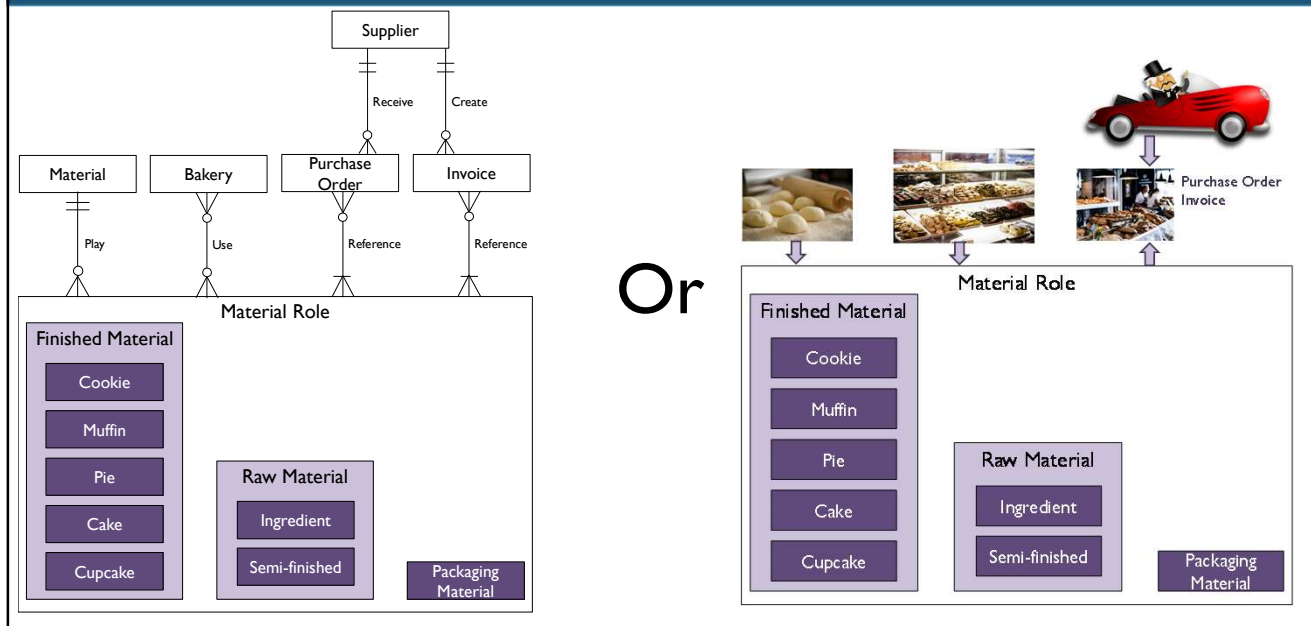 Supplier
Receive
Create
Material
Bakery
Purchase
Order
Invoice
Play
Use
Reference
Reference
Material Role
Finished Material
Cookie
Muffin
Pie
Cake
Cupcake
Raw Material
Ingredient
Semi-finished
Packaging
Material
Or
Purchase Order
Invoice
Material Role
Finished Material
Cookie
Muffin
Pie
Cake
Cupcake
Raw Material
Ingredient
Semi-finished
Packaging
Material